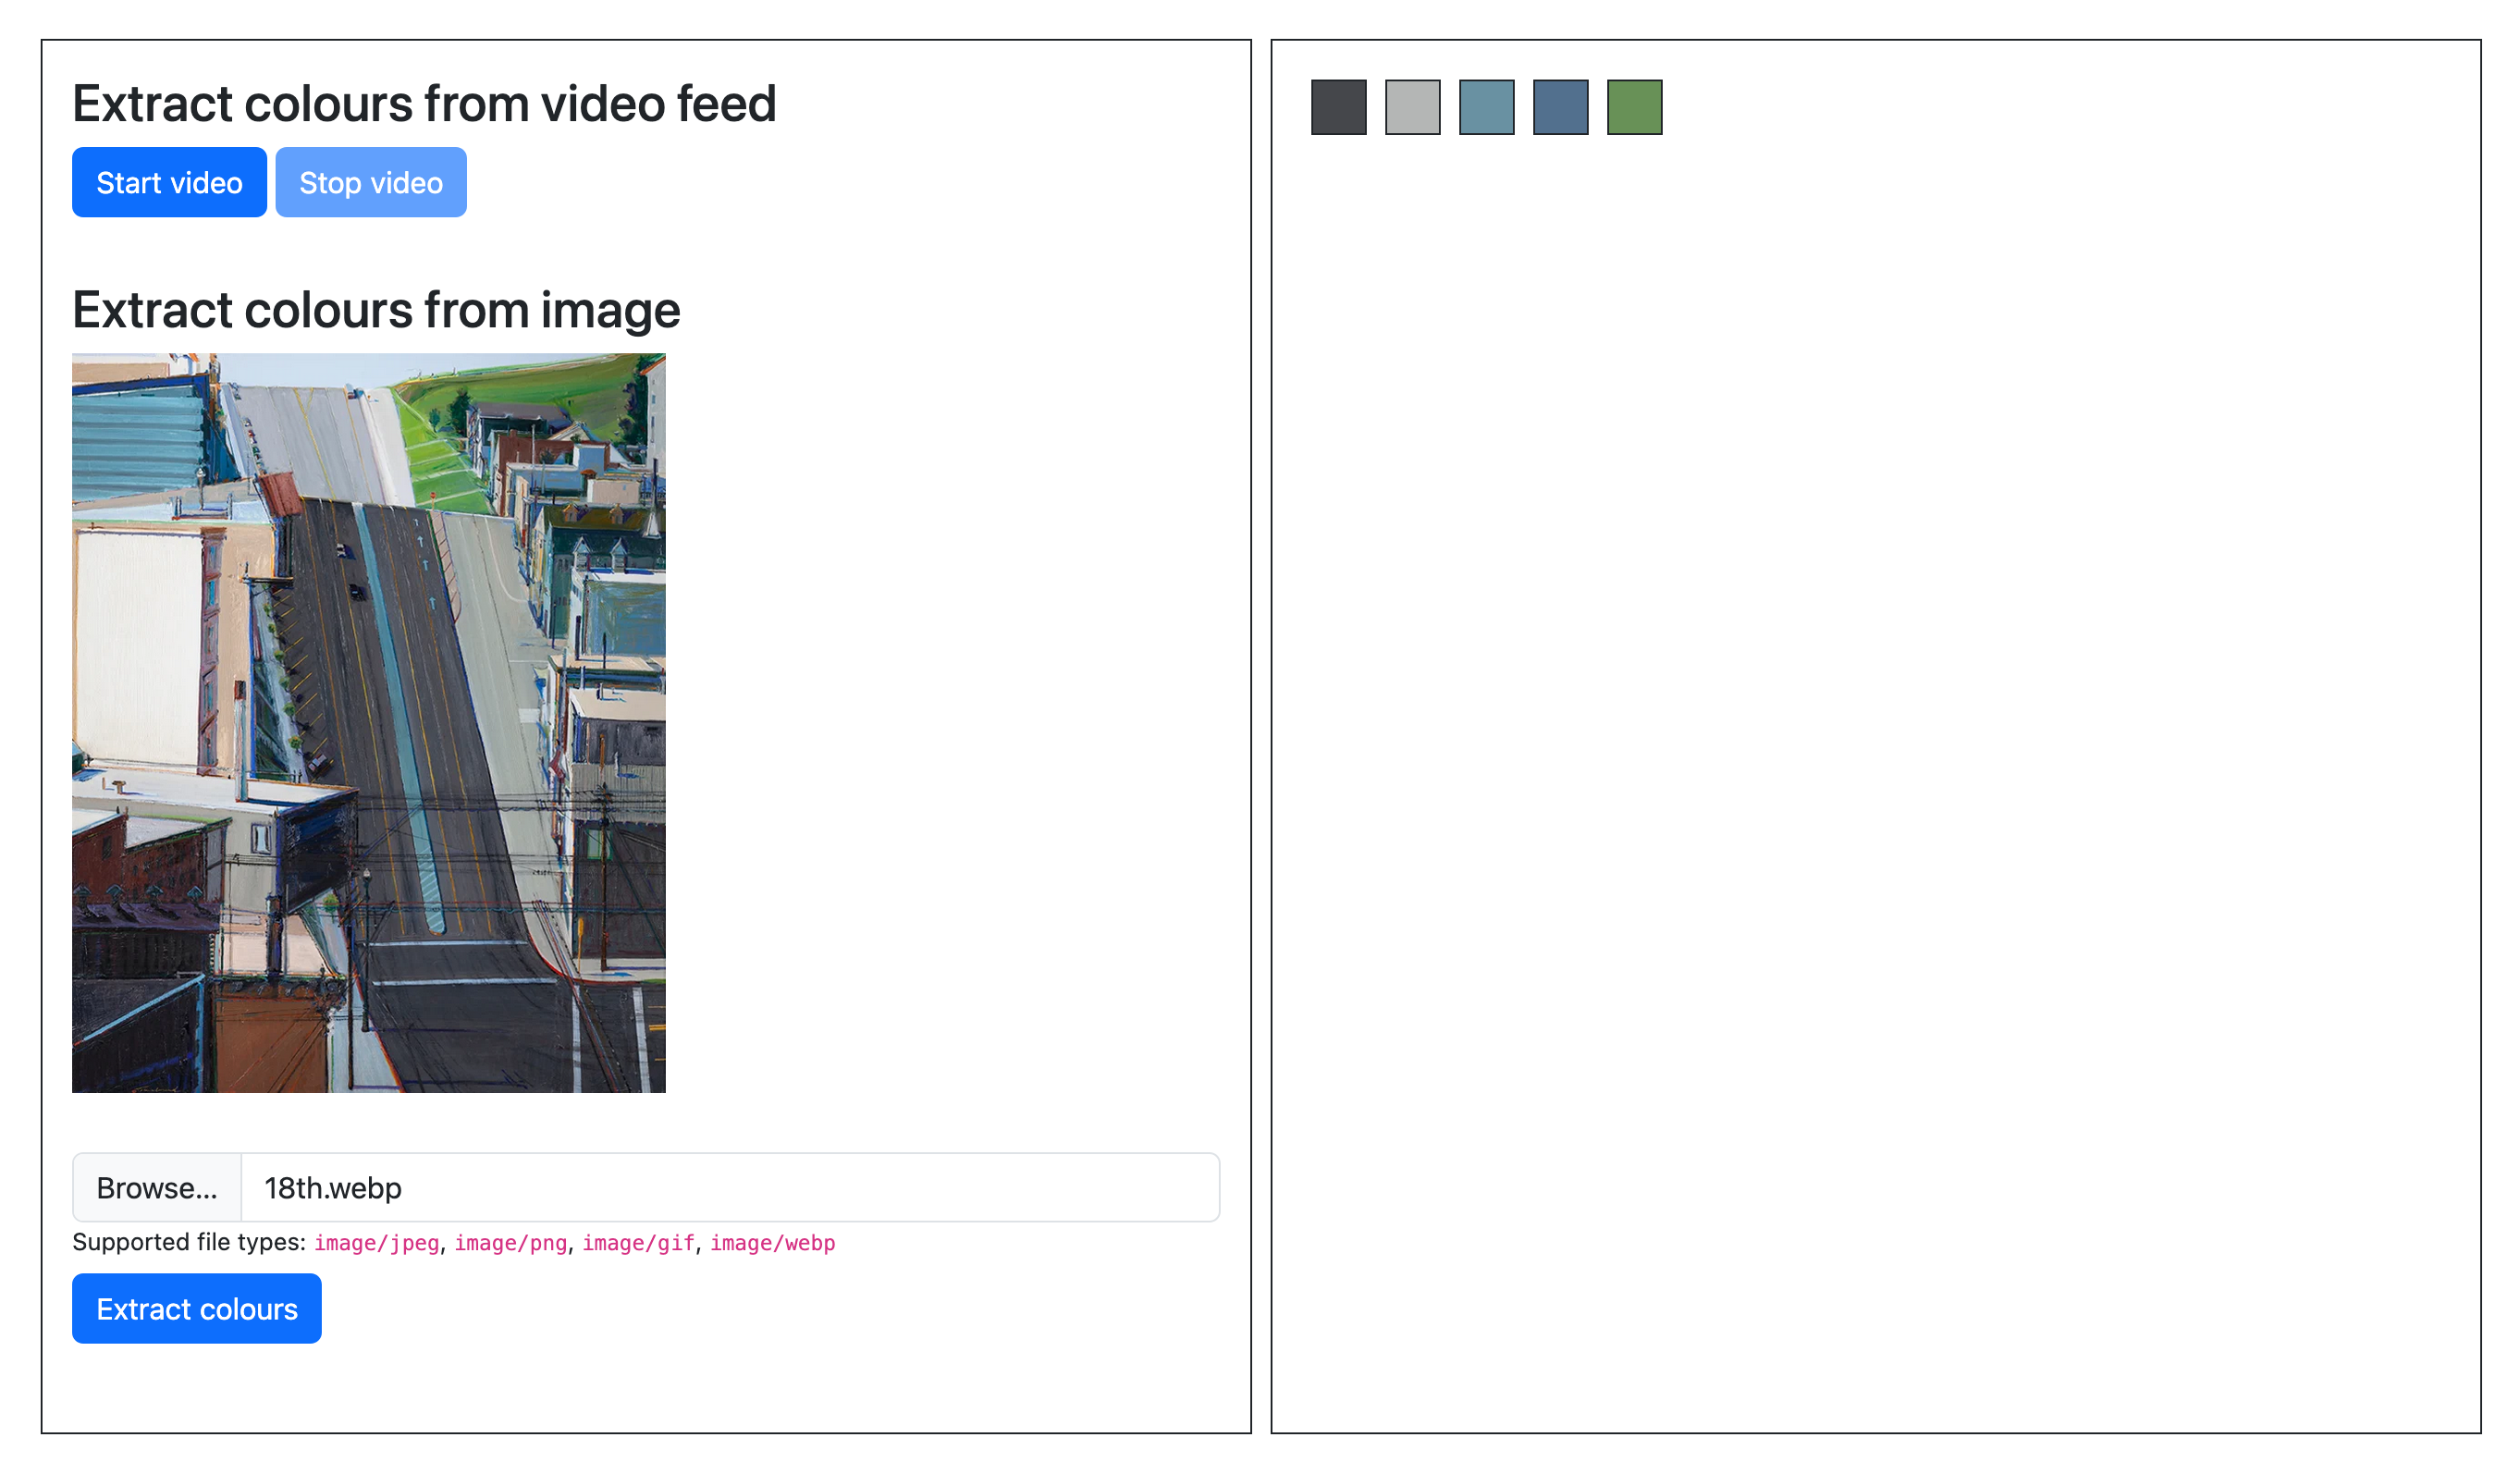 Extract colours from video feed
Start video Stop video
Extract colours from image
Browse... 18th.webp
Supported file types: image/jpeg, image/png, image/gif, image/webp
Extract colours